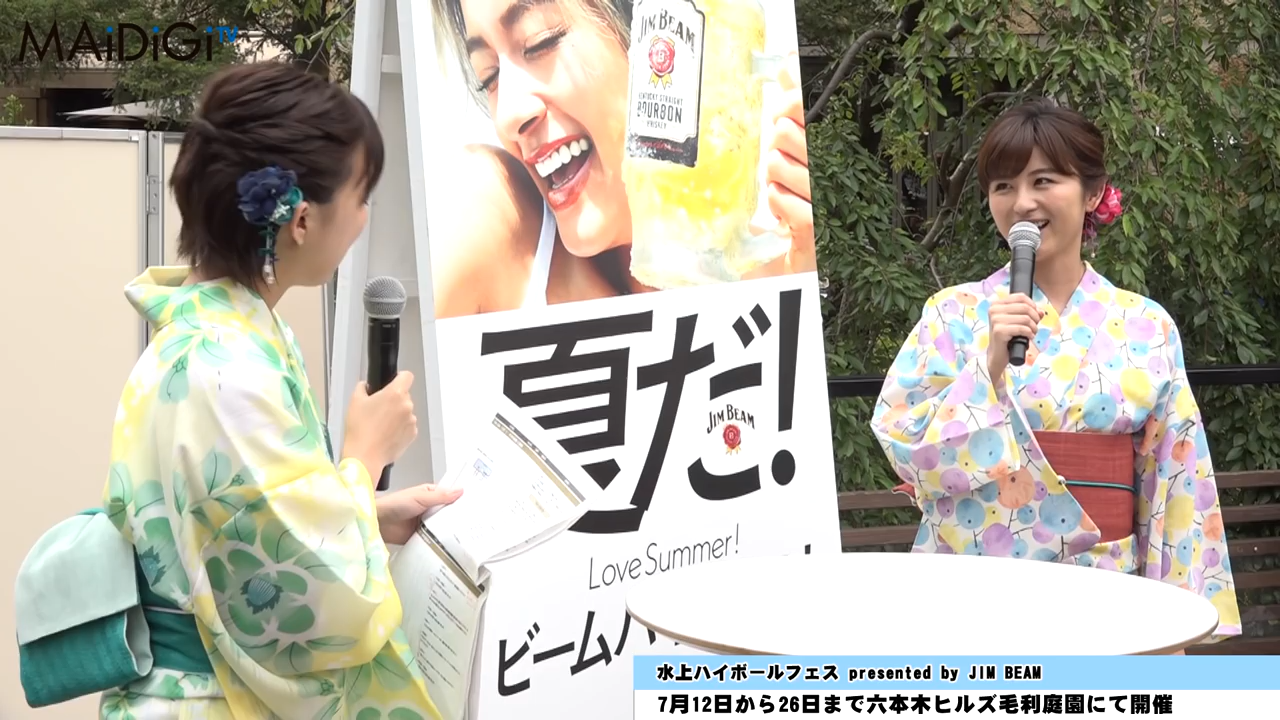 MAiDiGiTV
JIM BEAM
KENTUCKY STRAIGHT
BOURBON
WHISKEY
夏だ!
JIM BEAM
Love Summer!
ビームハ
水上ハイボールフェス presented by JIM BEAM
7月12日から26日まで六本木ヒルズ毛利庭園にて開催